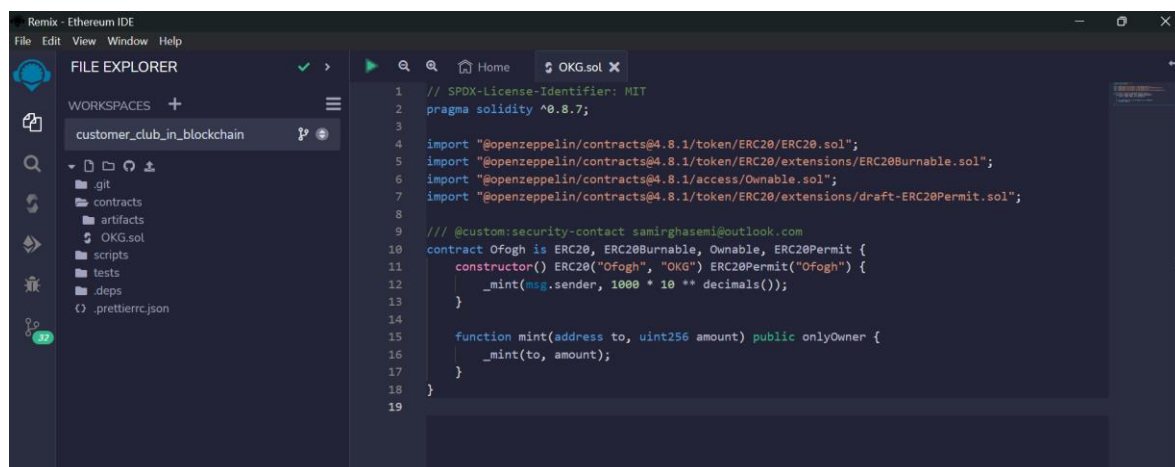 Remix - Ethereum IDE
File Edit View Window Help
FILE EXPLORER
WORKSPACES
customer_club_in_blockchain
.git
contracts
artifacts
OKG.sol
scripts
tests
.deps
.prettierrc.json
32
Home OKG.sol
1 // SPDX-License-Identifier: MIT
2 pragma solidity ^0.8.7;
3
4 import "@openzeppelin/contracts@4.8.1/token/ERC20/ERC20.sol";
5 import "@openzeppelin/contracts@4.8.1/token/ERC20/extensions/ERC20Burnable.sol";
6 import "@openzeppelin/contracts@4.8.1/access/Ownable.sol";
7 import "@openzeppelin/contracts@4.8.1/token/ERC20/extensions/draft-ERC20Permit.sol";
8
9 /// @custom:security-contact samirghasemi@outlook.com
10 contract Ofogh is ERC20, ERC20Burnable, Ownable, ERC20Permit {
11     constructor() ERC20("Ofogh", "OKG") ERC20Permit("Ofogh") {
12         _mint(msg.sender, 1000 * 10 ** decimals());
13     }
14
15     function mint(address to, uint256 amount) public onlyOwner {
16         _mint(to, amount);
17     }
18 }
19